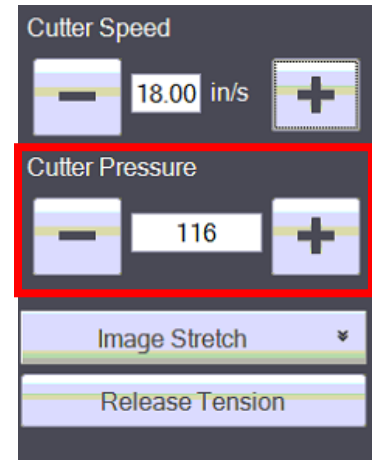 Cutter Speed
18.00 in/s
Cutter Pressure
116
Image Stretch
Release Tension